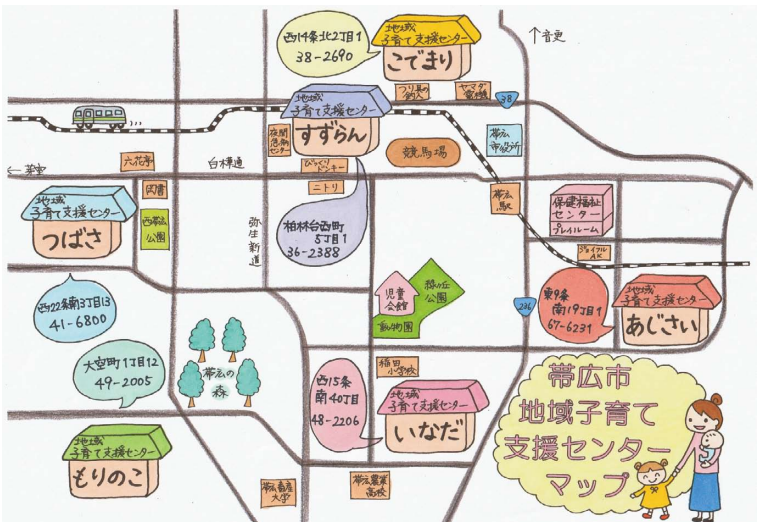 西14条北2丁目1
38-2690
地域
子育て支援センター
こでまり
↑音更
つり具の
釣人
ヤマダ
電機
38
地域
子育て支援センター
すずらん
夜間
急病
センター
競馬場
帯広
市役所
←芽室
六花亭
白樺通
びっくり
ドンキー
ニトリ
図書
西帯広
公園
地域
子育て支援センター
つばさ
弥生新道
柏林台西町
5丁目1
36-2388
帯広
駅
保健福祉
センター
プレイルーム
ジョイフル
AK
西22条南3丁目13
41-6800
児童
会館
緑ヶ丘
公園
動物園
236
東9条
南19丁目1
67-6231
地域
子育て支援センター
あじさい
大空町1丁目12
49-2005
帯広の
森
西15条
南40丁目
48-2206
稲田
小学校
地域
子育て支援センター
いなだ
帯広市
地域子育て
支援センター
マップ
地域
子育て支援センター
もりのこ
帯広畜産
大学
帯広農業
高校